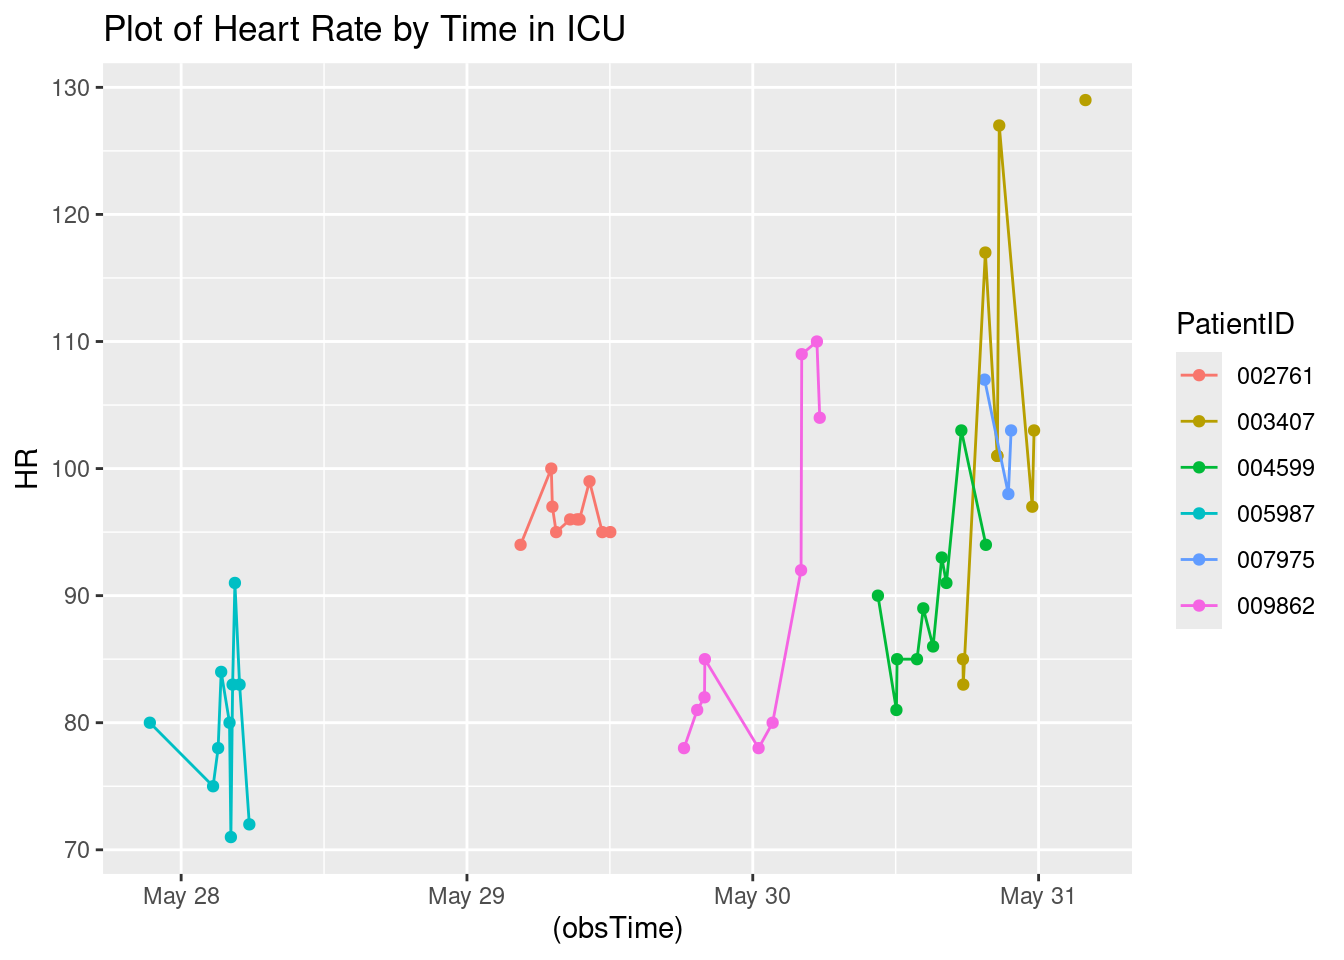 Plot of Heart Rate by Time in ICU
130
120
110
100
90
80
70
HR
May 28
May 29
May 30
May 31
(obsTime)
PatientID
002761
003407
004599
005987
007975
009862